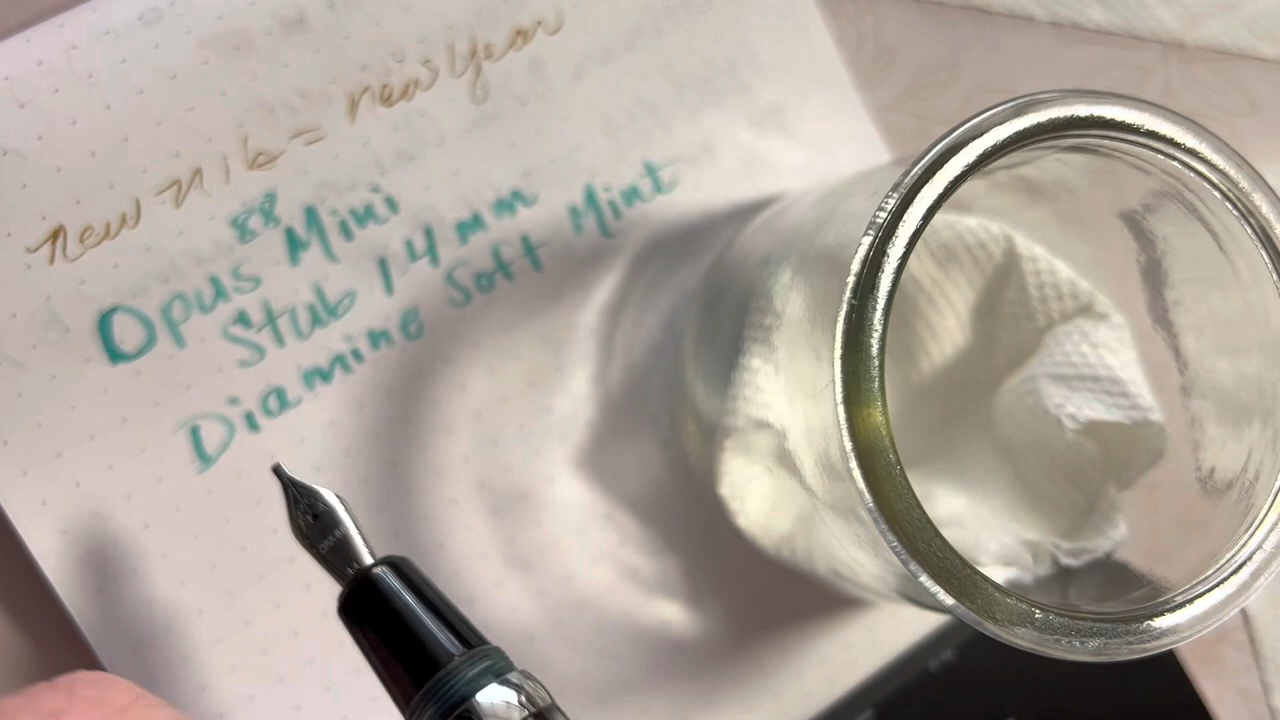 new nib = new year
88
Opus Mini
Stub 1.4 mm
Diamine Soft Mint